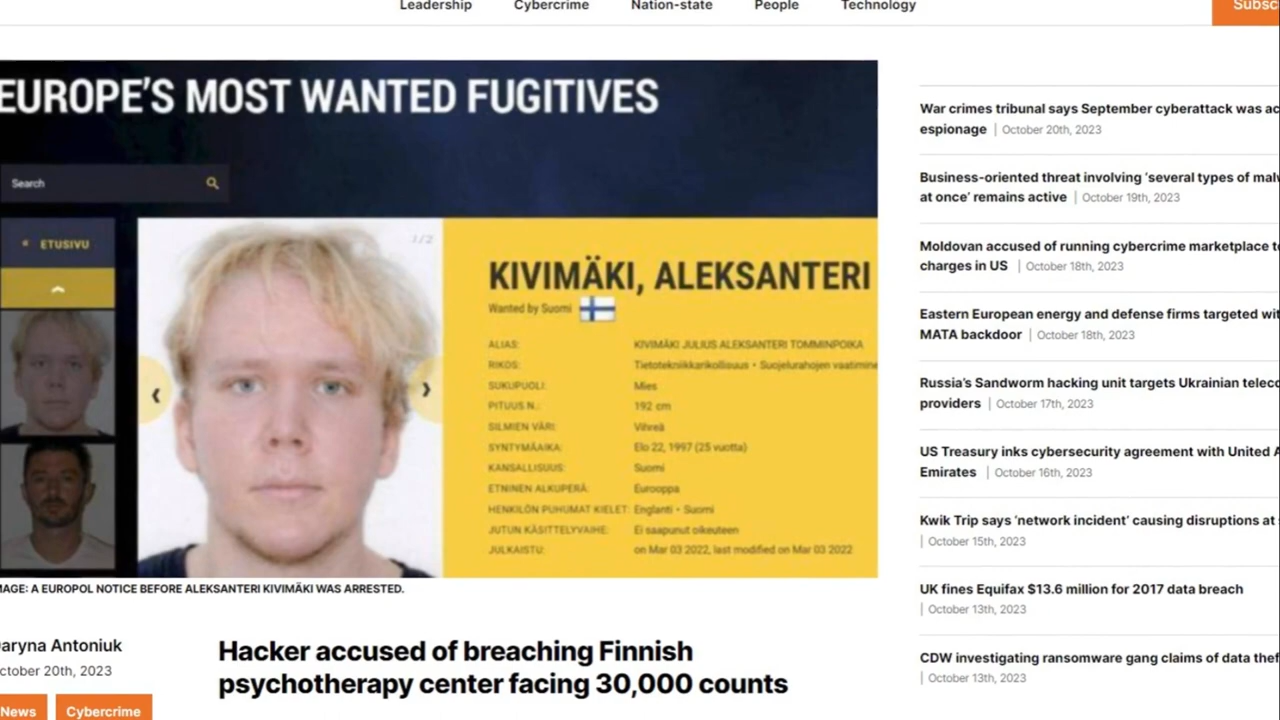 Leadership Cybercrime Nation-state People Technology Subsc
EUROPE'S MOST WANTED FUGITIVES
Search
« ETUSIVU
1/2
KIVIMÄKI, ALEKSANTERI
Wanted by Suomi
ALIAS: KIVIMÄKI JULIUS ALEKSANTERI TOMMINPOIKA
RIKOS: Tietotekniikkarikollisuus • Suojelurahojen vaatimine
SUKUPUOLI: Mies
PITUUS N.: 192 cm
SILMIEN VÄRI: Vihreä
SYNTYMÄAIKA: Elo 22, 1997 (25 vuotta)
KANSALLISUUS: Suomi
ETNINEN ALKUPERÄ: Eurooppa
HENKILÖN PUHUMAT KIELET: Englanti • Suomi
JUTUN KÄSITTELYVAIHE: Ei saapunut oikeuteen
JULKAISTU: on Mar 03 2022, last modified on Mar 03 2022
MAGE: A EUROPOL NOTICE BEFORE ALEKSANTERI KIVIMÄKI WAS ARRESTED.
aryna Antoniuk
ctober 20th, 2023
News Cybercrime
Hacker accused of breaching Finnish
psychotherapy center facing 30,000 counts
War crimes tribunal says September cyberattack was ac
espionage | October 20th, 2023
Business-oriented threat involving 'several types of malw
at once' remains active | October 19th, 2023
Moldovan accused of running cybercrime marketplace t
charges in US | October 18th, 2023
Eastern European energy and defense firms targeted wit
MATA backdoor | October 18th, 2023
Russia's Sandworm hacking unit targets Ukrainian telec
providers | October 17th, 2023
US Treasury inks cybersecurity agreement with United A
Emirates | October 16th, 2023
Kwik Trip says 'network incident' causing disruptions at
| October 15th, 2023
UK fines Equifax $13.6 million for 2017 data breach
| October 13th, 2023
CDW investigating ransomware gang claims of data thef
| October 13th, 2023